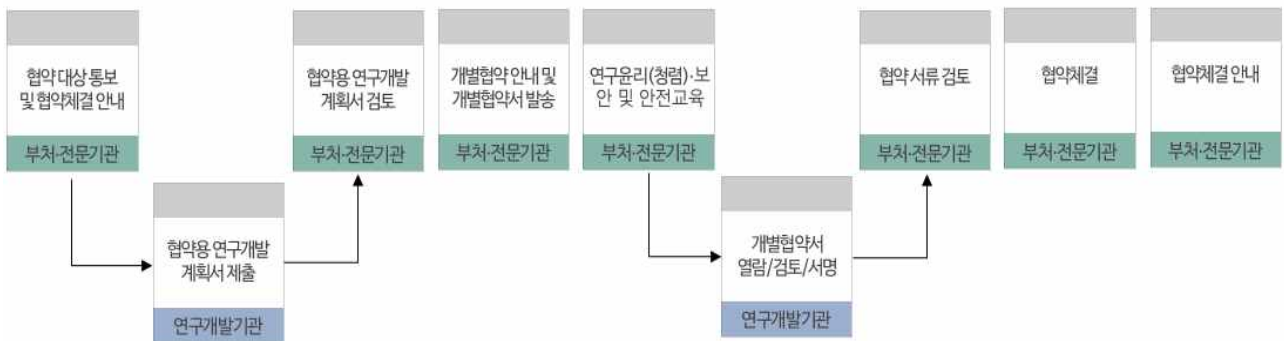 협약 대상 통보
및 협약체결 안내
부처·전문기관
협약용 연구개발
계획서 제출
연구개발기관
협약용 연구개발
계획서 검토
부처·전문기관
개별협약 안내 및
개별협약서 발송
부처·전문기관
연구윤리(청렴)·보
안 및 안전교육
부처·전문기관
개별협약서
열람/검토/서명
연구개발기관
협약 서류 검토
부처·전문기관
협약체결
부처·전문기관
협약체결 안내
부처·전문기관